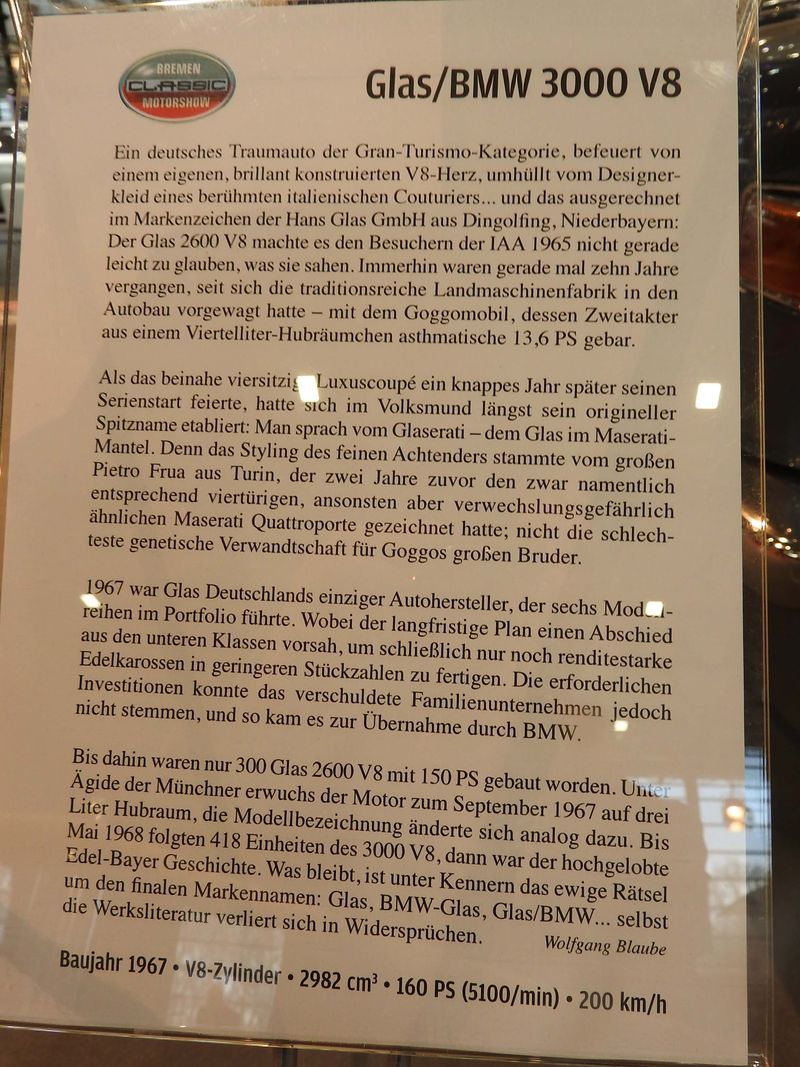 BREMEN
CLASSIC
MOTORSHOW
Glas/BMW 3000 V8
Ein deutsches Traumauto der Gran-Turismo-Kategorie, befeuert von
einem eigenen, brillant konstruierten V8-Herz, umhüllt vom Designer-
kleid eines berühmten italienischen Couturiers... und das ausgerechnet
im Markenzeichen der Hans Glas GmbH aus Dingolfing, Niederbayern:
Der Glas 2600 V8 machte es den Besuchern der IAA 1965 nicht gerade
leicht zu glauben, was sie sahen. Immerhin waren gerade mal zehn Jahre
vergangen, seit sich die traditionsreiche Landmaschinenfabrik in den
Autobau vorgewagt hatte – mit dem Goggomobil, dessen Zweitakter
aus einem Viertelliter-Hubräumchen asthmatische 13,6 PS gebar.
Als das beinahe viersitzige Luxuscoupé ein knappes Jahr später seinen
Serienstart feierte, hatte sich im Volksmund längst sein origineller
Spitzname etabliert: Man sprach vom Glaserati – dem Glas im Maserati-
Mantel. Denn das Styling des feinen Achtenders stammte vom großen
Pietro Frua aus Turin, der zwei Jahre zuvor den zwar namentlich
entsprechend viertürigen, ansonsten aber verwechslungsgefährlich
ähnlichen Maserati Quattroporte gezeichnet hatte; nicht die schlech-
teste genetische Verwandtschaft für Goggos großen Bruder.
1967 war Glas Deutschlands einziger Autohersteller, der sechs Modell-
reihen im Portfolio führte. Wobei der langfristige Plan einen Abschied
aus den unteren Klassen vorsah, um schließlich nur noch renditestarke
Edelkarossen in geringeren Stückzahlen zu fertigen. Die erforderlichen
Investitionen konnte das verschuldete Familienunternehmen jedoch
nicht stemmen, und so kam es zur Übernahme durch BMW.
Bis dahin waren nur 300 Glas 2600 V8 mit 150 PS gebaut worden. Unter
Ägide der Münchner erwuchs der Motor zum September 1967 auf drei
Liter Hubraum, die Modellbezeichnung änderte sich analog dazu. Bis
Mai 1968 folgten 418 Einheiten des 3000 V8, dann war der hochgelobte
Edel-Bayer Geschichte. Was bleibt, ist unter Kennern das ewige Rätsel
um den finalen Markennamen: Glas, BMW-Glas, Glas/BMW... selbst
die Werksliteratur verliert sich in Widersprüchen.
Wolfgang Blaube
Baujahr 1967 • V8-Zylinder • 2982 cm³ • 160 PS (5100/min) • 200 km/h